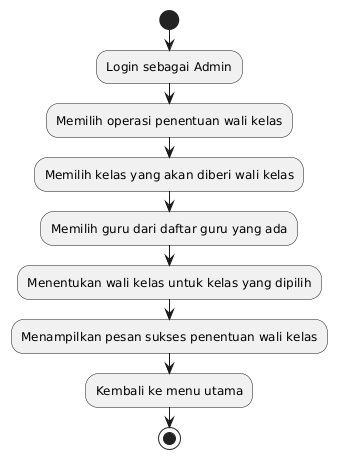 Login sebagai Admin
Memilih operasi penentuan wali kelas
Memilih kelas yang akan diberi wali kelas
Memilih guru dari daftar guru yang ada
Menentukan wali kelas untuk kelas yang dipilih
Menampilkan pesan sukses penentuan wali kelas
Kembali ke menu utama